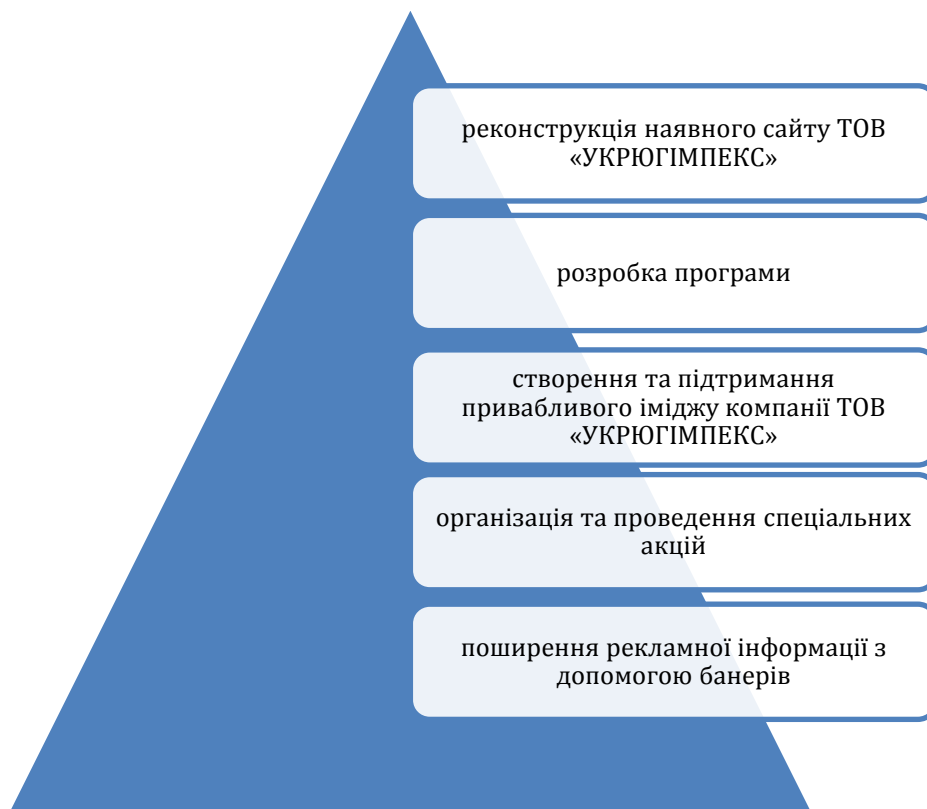 реконструкція наявного сайту ТОВ
«УКРЮГІМПЕКС»
розробка програми
створення та підтримання
привабливого іміджу компанії ТОВ
«УКРЮГІМПЕКС»
організація та проведення спеціальних
акцій
поширення рекламної інформації з
допомогою банерів